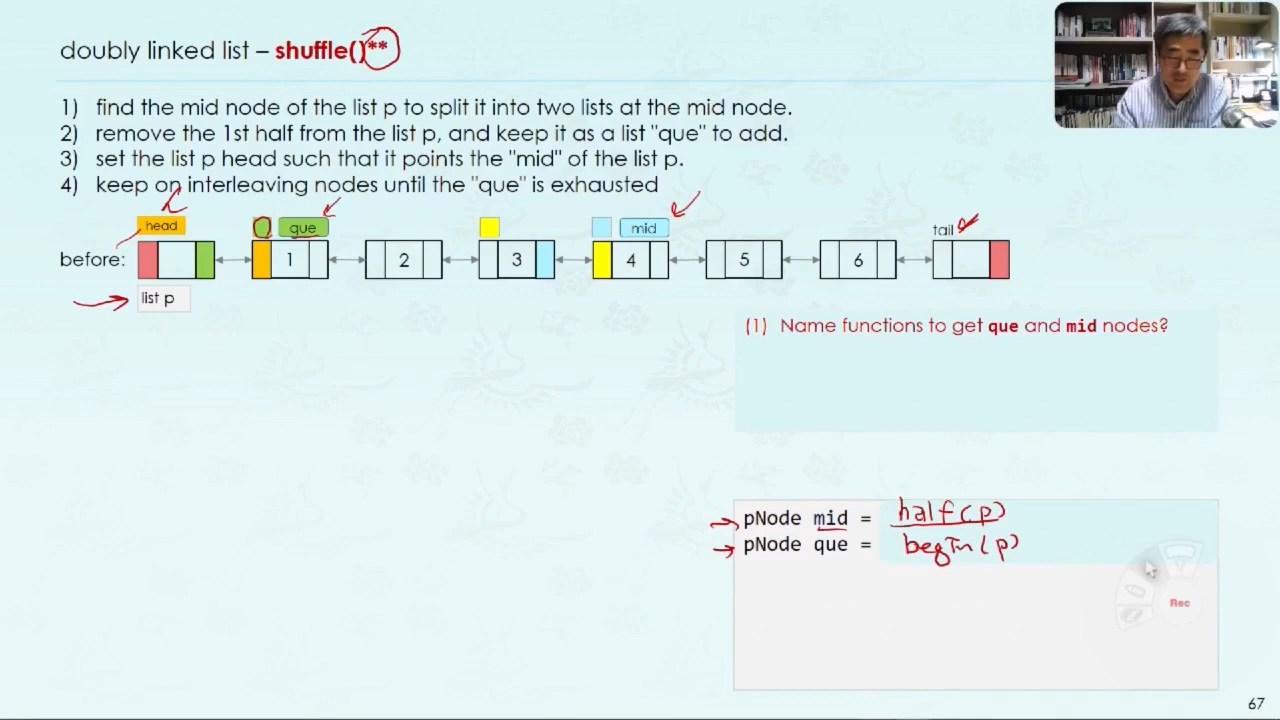 doubly linked list – shuffle()**
1) find the mid node of the list p to split it into two lists at the mid node.
2) remove the 1st half from the list p, and keep it as a list "que" to add.
3) set the list p head such that it points the "mid" of the list p.
4) keep on interleaving nodes until the "que" is exhausted
head que mid tail
before: 1 2 3 4 5 6
list p
(1) Name functions to get que and mid nodes?
pNode mid = half(p)
pNode que = begin(p)
Rec
67